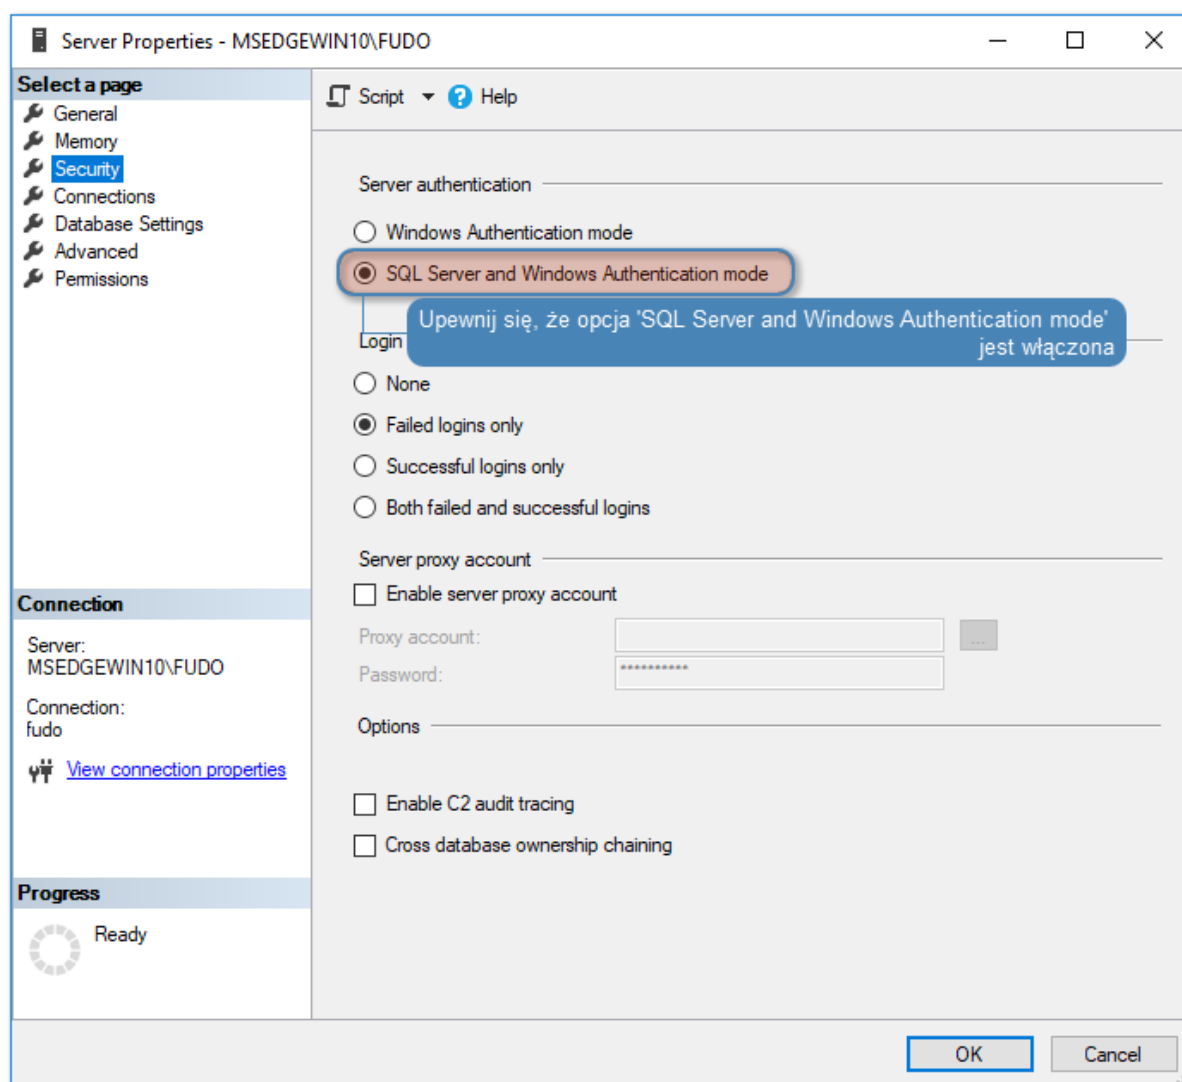 Server Properties - MSEDGEWIN10\FUDO
Select a page
General
Memory
Security
Connections
Database Settings
Advanced
Permissions
Script
Help
Server authentication
Windows Authentication mode
SQL Server and Windows Authentication mode
Upewnij się, że opcja 'SQL Server and Windows Authentication mode'
jest włączona
Login
None
Failed logins only
Successful logins only
Both failed and successful logins
Server proxy account
Enable server proxy account
Proxy account:
...
Password:
**********
Options
Enable C2 audit tracing
Cross database ownership chaining
Connection
Server:
MSEDGEWIN10\FUDO
Connection:
fudo
View connection properties
Progress
Ready
OK
Cancel